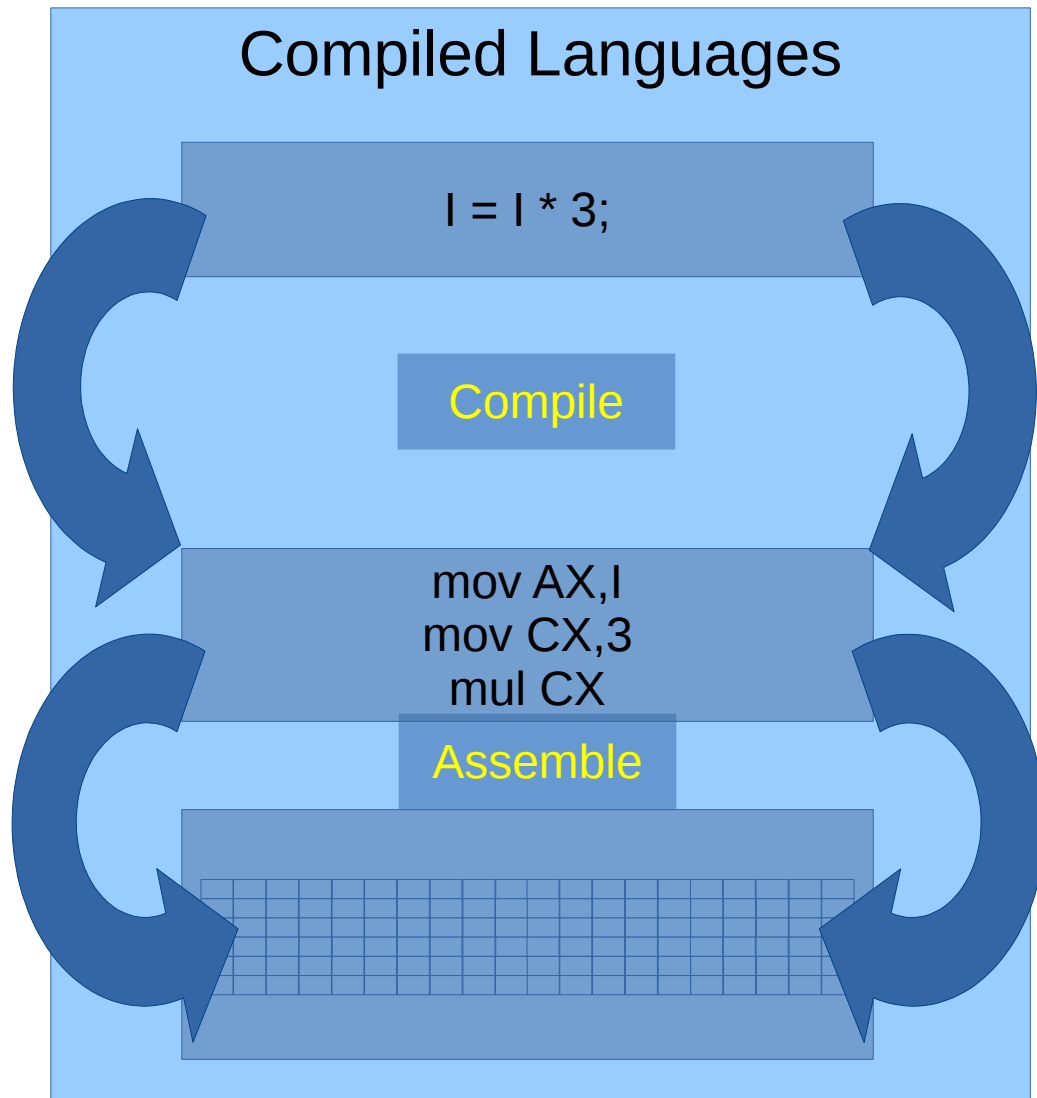 Compiled Languages
I = I * 3;
Compile
mov AX,I
mov CX,3
mul CX
Assemble